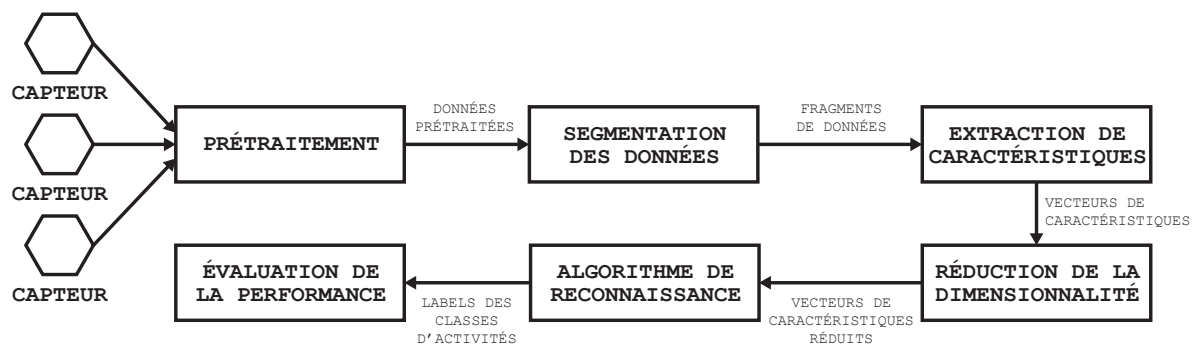 CAPTEUR
CAPTEUR
CAPTEUR
PRÉTRAITEMENT
DONNÉES
PRÉTRAITÉES
SEGMENTATION
DES DONNÉES
FRAGMENTS
DE DONNÉES
EXTRACTION DE
CARACTÉRISTIQUES
VECTEURS DE
CARACTÉRISTIQUES
RÉDUCTION DE LA
DIMENSIONNALITÉ
VECTEURS DE
CARACTÉRISTIQUES
RÉDUITS
ALGORITHME DE
RECONNAISSANCE
LABELS DES
CLASSES
D'ACTIVITÉS
ÉVALUATION DE
LA PERFORMANCE